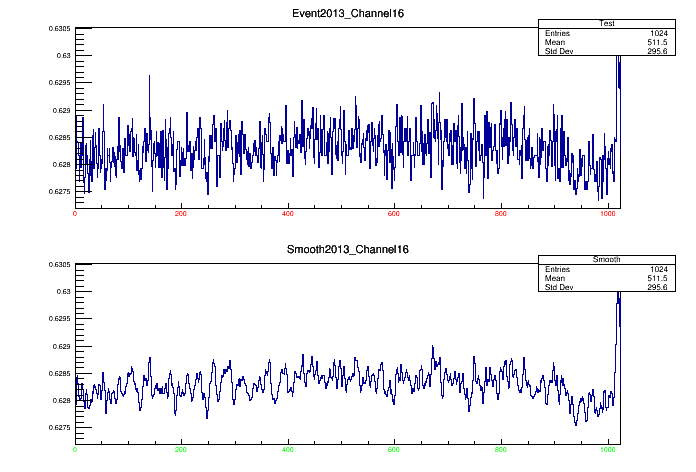 Event2013_Channel16
Test
Entries 1024
Mean 511.5
Std Dev 295.6
0.6305
0.63
0.6295
0.629
0.6285
0.628
0.6275
0 200 400 600 800 1000
Smooth2013_Channel16
Smooth
Entries 1024
Mean 511.5
Std Dev 295.6
0.6305
0.63
0.6295
0.629
0.6285
0.628
0.6275
0 200 400 600 800 1000